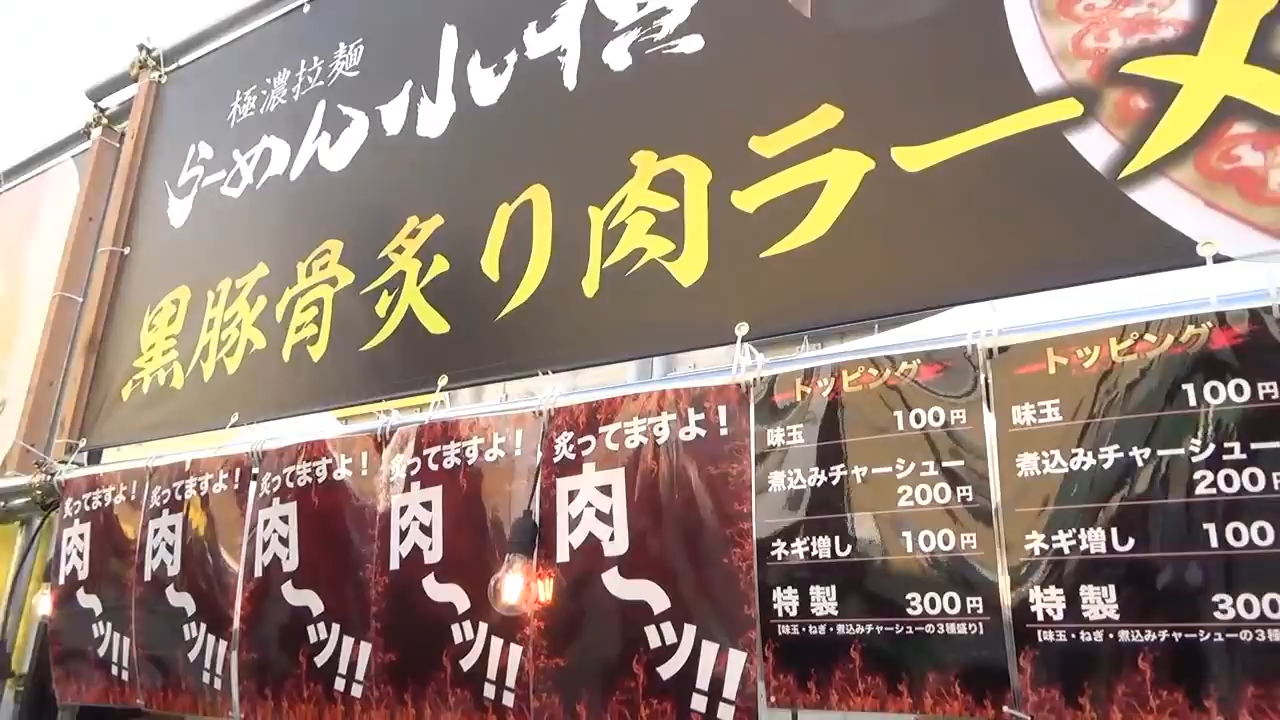 極濃拉麺
らーめん
黒豚骨炙り肉ラーメ
炙ってますよ!
肉〜ッ!!
炙ってますよ!
肉〜ッ!!
炙ってますよ!
肉〜ッ!!
炙ってますよ!
肉〜ッ!!
炙ってますよ!
肉〜ッ!!
トッピング
味玉 100円
煮込みチャーシュー
200円
ネギ増し 100円
特製 300円
【味玉・ねぎ・煮込みチャーシューの3種盛り】
トッピング
味玉 100円
煮込みチャーシュー
200円
ネギ増し 100
特製 300
【味玉・ねぎ・煮込みチャーシューの3種